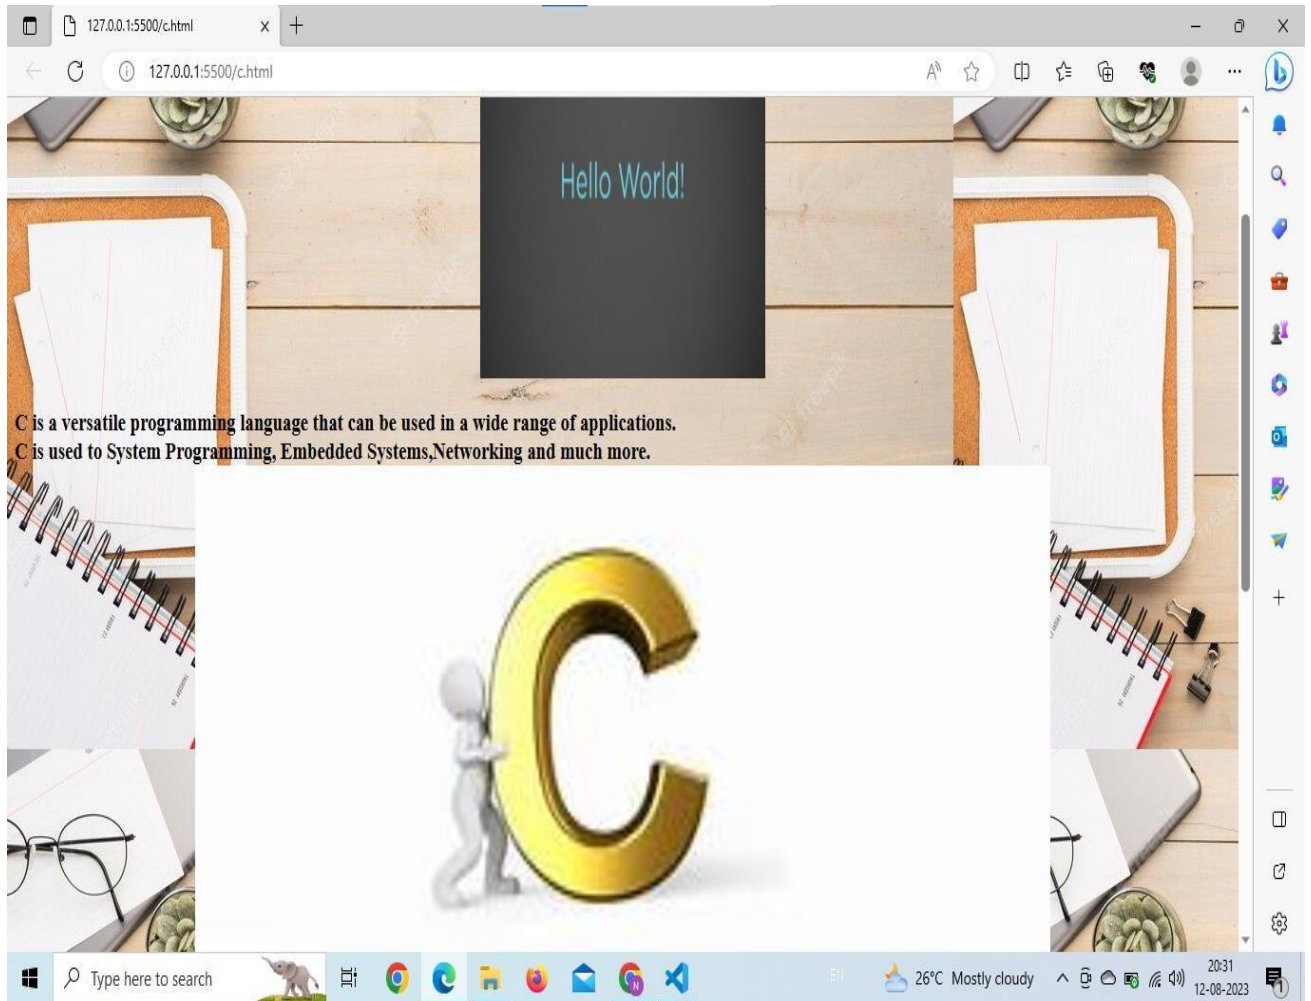 127.0.0.1:5500/c.html
127.0.0.1:5500/c.html
Hello World!
C is a versatile programming language that can be used in a wide range of applications.
C is used to System Programming, Embedded Systems,Networking and much more.
C
Type here to search
EN
26°C Mostly cloudy
20:31
12-08-2023
1